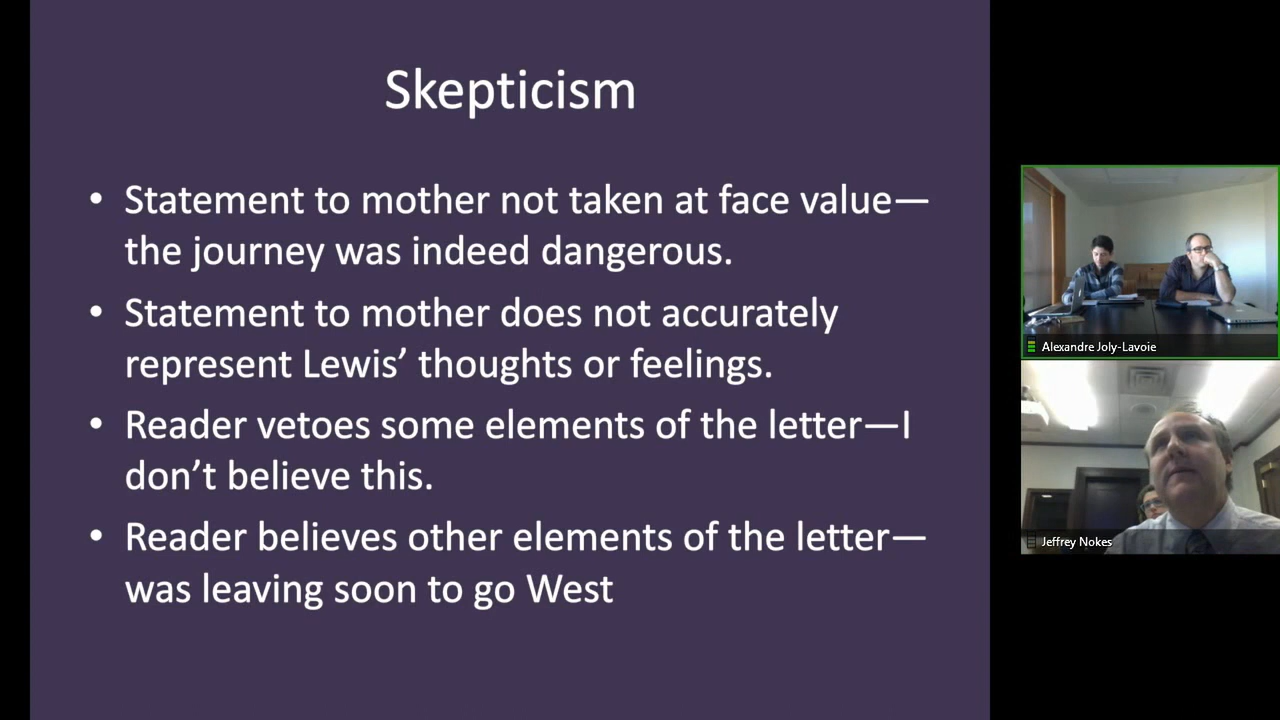 Skepticism
• Statement to mother not taken at face value—
the journey was indeed dangerous.
• Statement to mother does not accurately
represent Lewis’ thoughts or feelings.
• Reader vetoes some elements of the letter—I
don’t believe this.
• Reader believes other elements of the letter—
was leaving soon to go West
Alexandre Joly-Lavoie
Jeffrey Nokes